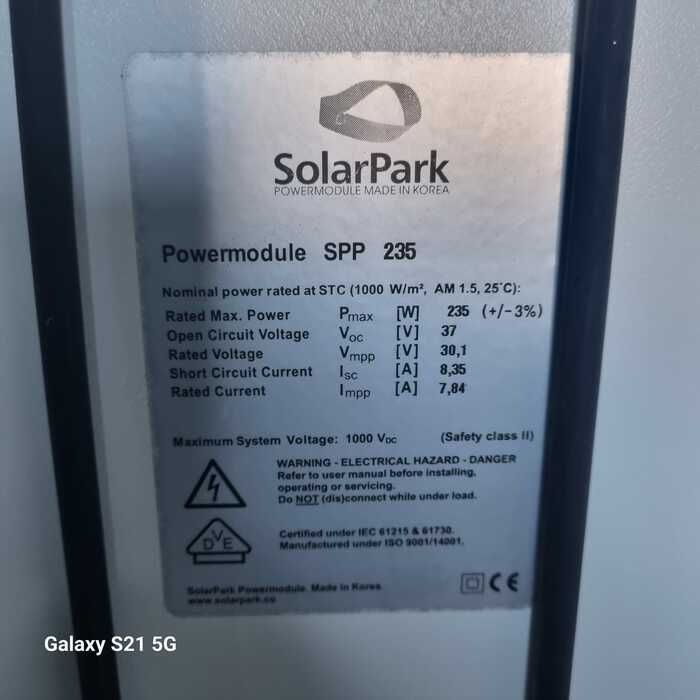 SolarPark
POWERMODULE MADE IN KOREA
Powermodule SPP 235
Nominal power rated at STC (1000 W/m², AM 1.5, 25°C):
Rated Max. Power Pmax [W] 235 (+/-3%)
Open Circuit Voltage Voc [V] 37
Rated Voltage Vmpp [V] 30,1
Short Circuit Current Isc [A] 8,35
Rated Current Impp [A] 7,84
Maximum System Voltage: 1000 VDC (Safety class II)
WARNING - ELECTRICAL HAZARD - DANGER
Refer to user manual before installing,
operating or servicing.
Do NOT (dis)connect while under load.
DVE
Certified under IEC 61215 & 61730.
Manufactured under ISO 9001/14001.
SolarPark Powermodule. Made in Korea
www.solarpark.co
CE
Galaxy S21 5G